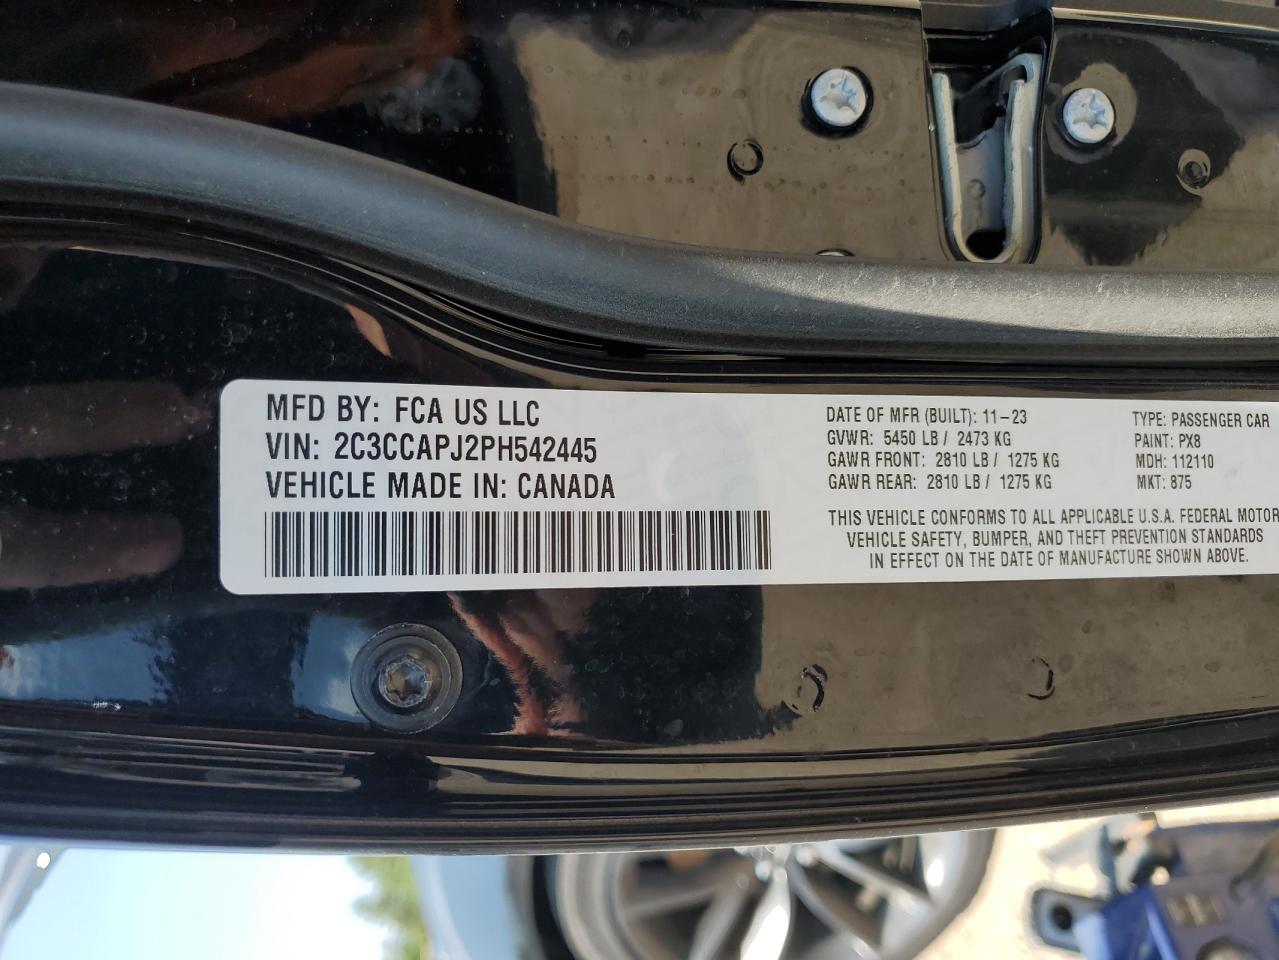 MFD BY: FCA US LLC
VIN: 2C3CCAPJ2PH542445
VEHICLE MADE IN: CANADA
DATE OF MFR (BUILT): 11-23
GVWR: 5450 LB / 2473 KG
GAWR FRONT: 2810 LB / 1275 KG
GAWR REAR: 2810 LB / 1275 KG
TYPE: PASSENGER CAR
PAINT: PX8
MDH: 112110
MKT: 875
THIS VEHICLE CONFORMS TO ALL APPLICABLE U.S.A. FEDERAL MOTOR
VEHICLE SAFETY, BUMPER, AND THEFT PREVENTION STANDARDS
IN EFFECT ON THE DATE OF MANUFACTURE SHOWN ABOVE.